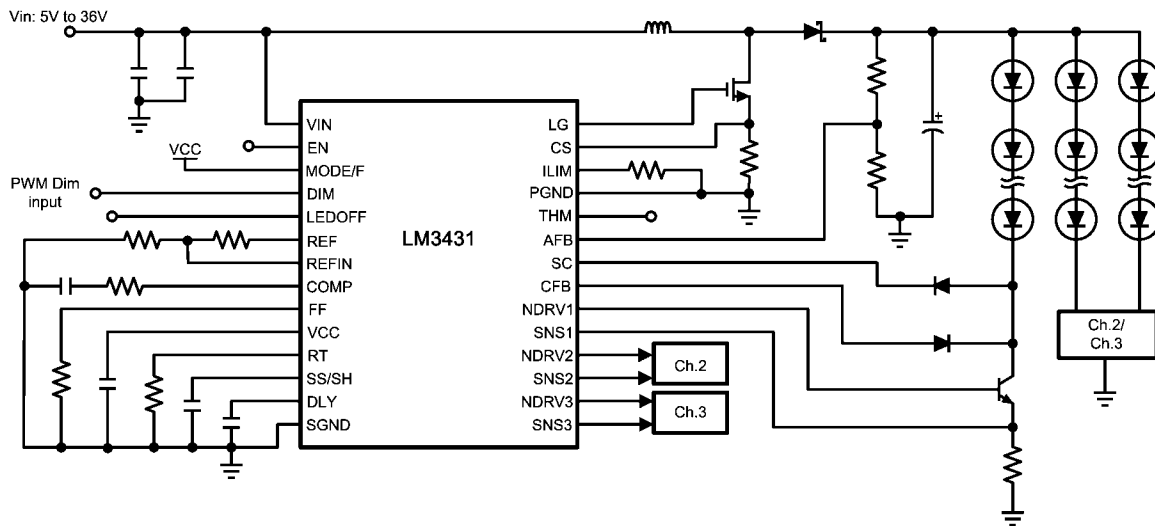 Vin: 5V to 36V
VCC
PWM Dim
input
LM3431
VIN
EN
MODE/F
DIM
LEDOFF
REF
REFIN
COMP
FF
VCC
RT
SS/SH
DLY
SGND
LG
CS
ILIM
PGND
THM
AFB
SC
CFB
NDRV1
SNS1
NDRV2
SNS2
NDRV3
SNS3
Ch.2
Ch.3
+
Ch.2/
Ch.3